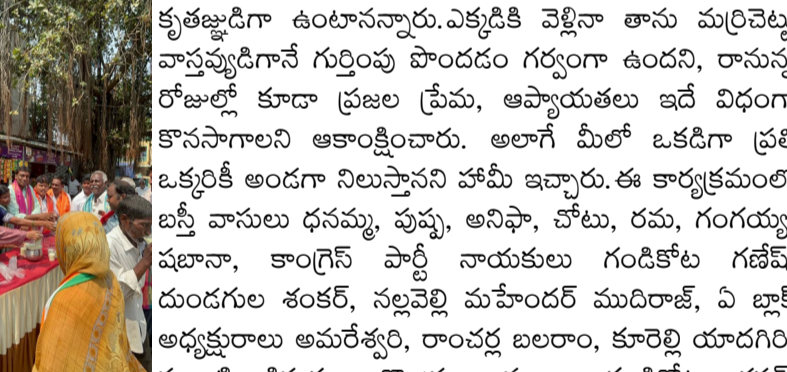 కృతజ్ఞుడిగా ఉంటానన్నారు.ఎక్కడికి వెళ్లినా తాను మర్రిచెట్టు
వాస్తవ్యుడిగానే గుర్తింపు పొందడం గర్వంగా ఉందని, రానున్న
రోజుల్లో కూడా ప్రజల ప్రేమ, ఆప్యాయతలు ఇదే విధంగా
కొనసాగాలని ఆకాంక్షించారు. అలాగే మీలో ఒకడిగా ప్రతి
ఒక్కరికీ అండగా నిలుస్తానని హామీ ఇచ్చారు.ఈ కార్యక్రమంలో
బస్తీ వాసులు ధనమ్మ, పుష్ప, అనిఫా, చోటు, రమ, గంగయ్య
షబానా, కాంగ్రెస్ పార్టీ నాయకులు గండికోట గణేష్
దుండగుల శంకర్, నల్లవెల్లి మహేందర్ ముదిరాజ్, ఏ బ్లాక్
అధ్యక్షురాలు అమరేశ్వరి, రాంచర్ల బలరాం, కూరెల్లి యాదగిరి